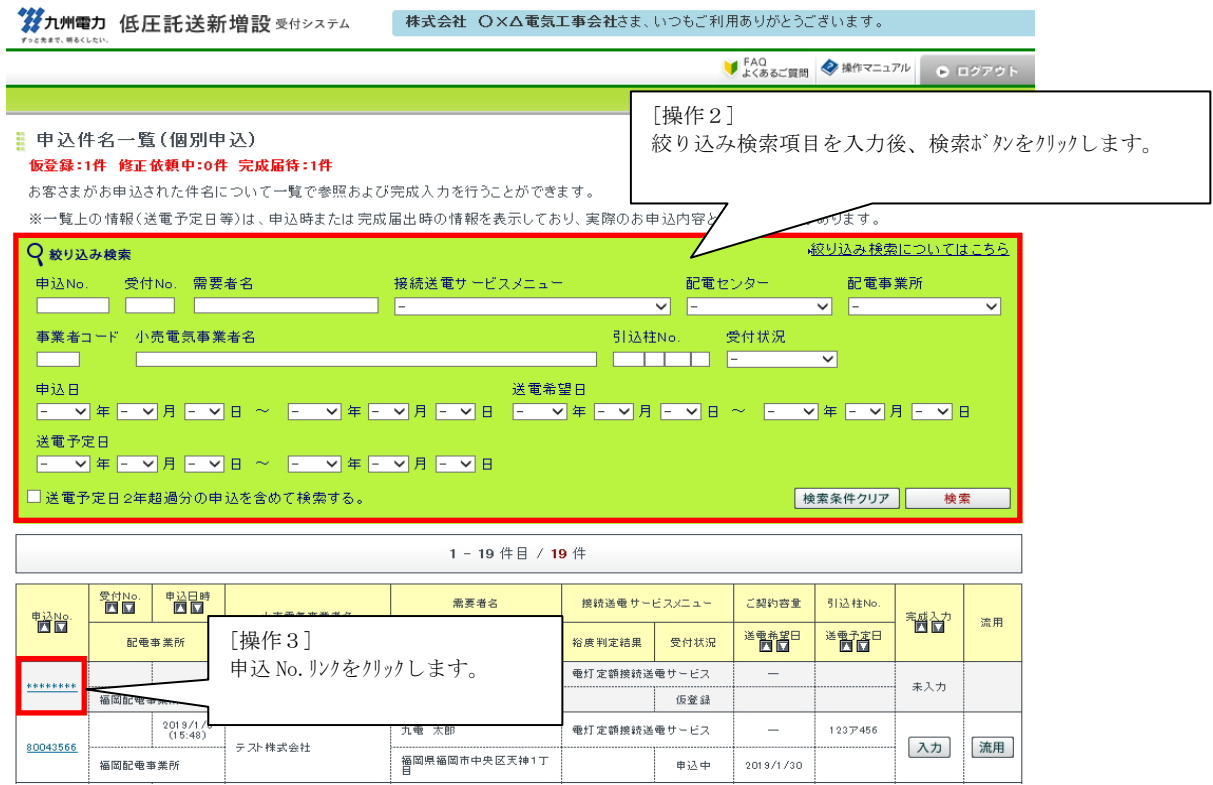 九州電力 低圧託送新増設 受付システム 株式会社 ○×△電気工事会社さま、いつもご利用ありがとうございます。
ずっと先まで、明るくしたい。
FAQ
よくあるご質問 操作マニュアル ログアウト
[操作2]
絞り込み検索項目を入力後、検索ﾎﾞﾀﾝをｸﾘｯｸします。
申込件名一覧(個別申込)
仮登録:1件 修正依頼中:0件 完成届待:1件
お客さまがお申込された件名について一覧で参照および完成入力を行うことができます。
※一覧上の情報(送電予定日等)は、申込時または完成届出時の情報を表示しており、実際のお申込内容と
あります。
絞り込み検索 絞り込み検索についてはこちら
申込No. 受付No. 需要者名 接続送電サービスメニュー 配電センター 配電事業所
- - -
事業者コード 小売電気事業者名 引込柱No. 受付状況
-
申込日 送電希望日
- 年 - 月 - 日 ～ - 年 - 月 - 日 - 年 - 月 - 日 ～ - 年 - 月 - 日
送電予定日
- 年 - 月 - 日 ～ - 年 - 月 - 日
送電予定日2年超過分の申込を含めて検索する。 検索条件クリア 検索
1 - 19 件目 / 19 件
申込No. 受付No. 申込日時 小売電気事業者名 需要者名 接続送電サービスメニュー ご契約容量 引込柱No. 完成入力 流用
配電事業所 裕度判定結果 受付状況 送電希望日 送電予定日
[操作3]
申込 No.ﾘﾝｸをｸﾘｯｸします。
******** 電灯定額接続送電サービス — 未入力
福岡配電事業所 仮登録
80043566 2019/1/
(15:48) テスト株式会社 九電 太郎 電灯定額接続送電サービス — 123ア456 入力 流用
福岡配電事業所 福岡県福岡市中央区天神1丁目 申込中 2019/1/30